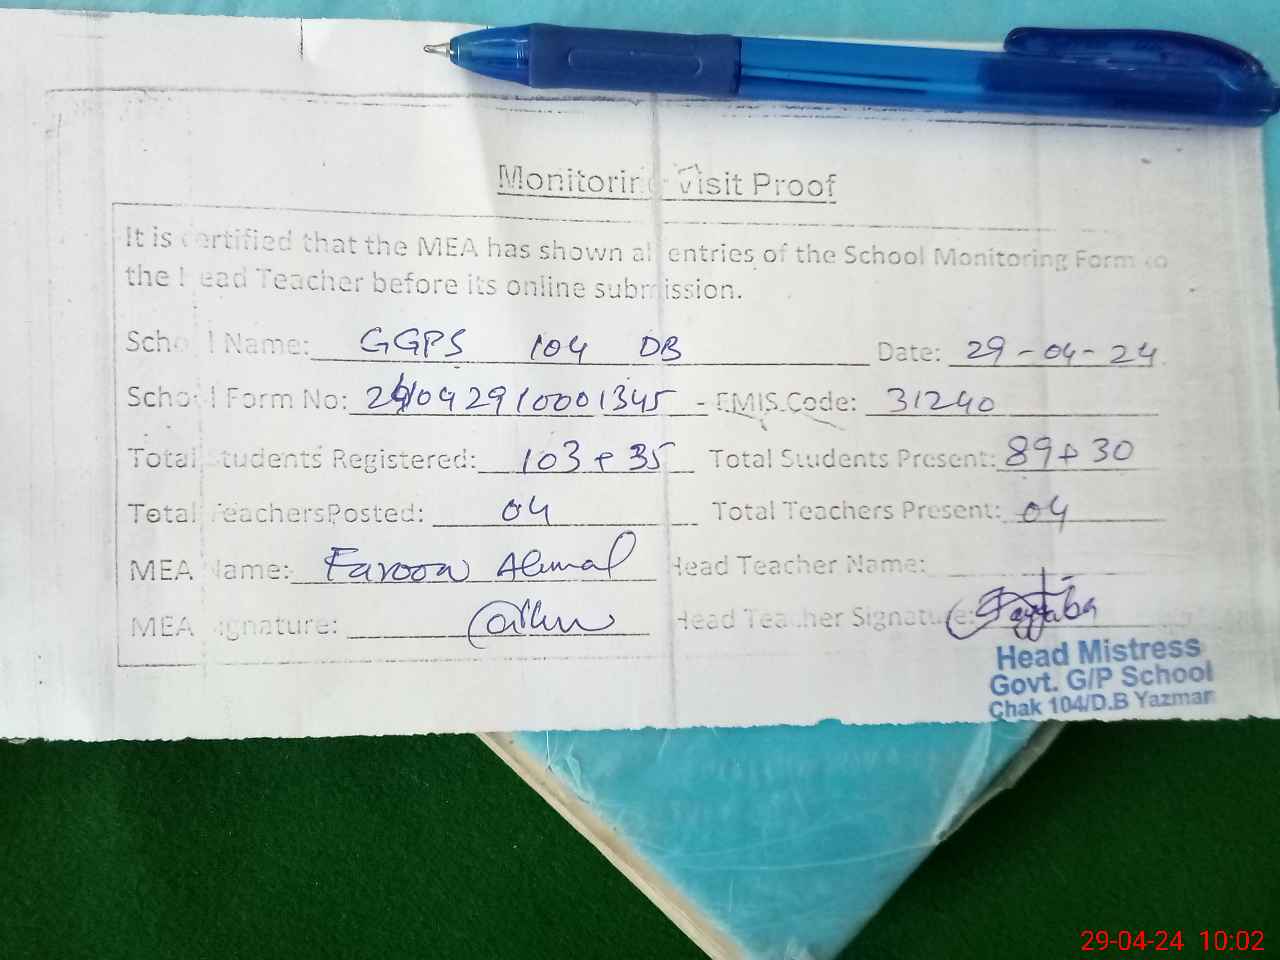 Monitoring Visit Proof
It is certified that the MEA has shown all entries of the School Monitoring Form to
the Head Teacher before its online submission.
School Name: GGPS 104 DB Date: 29-04-24
School Form No: 24042910001345 - EMIS Code: 31240
Total Students Registered: 103+35 Total Students Present: 89+30
Total Teachers Posted: 04 Total Teachers Present: 04
MEA Name: Farooq Ahmad Head Teacher Name:
MEA Signature: Head Teacher Signature:
Head Mistress
Govt. G/P School
Chak 104/D.B Yazman
29-04-24 10:02